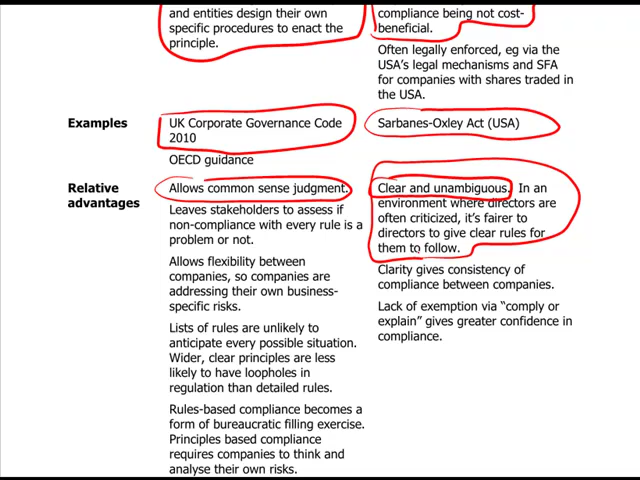 and entities design their own
specific procedures to enact the
principle.
compliance being not cost-
beneficial.
Often legally enforced, eg via the
USA's legal mechanisms and SFA
for companies with shares traded in
the USA.
Examples
UK Corporate Governance Code
2010
OECD guidance
Sarbanes-Oxley Act (USA)
Relative
advantages
Allows common sense judgment.
Leaves stakeholders to assess if
non-compliance with every rule is a
problem or not.
Allows flexibility between
companies, so companies are
addressing their own business-
specific risks.
Lists of rules are unlikely to
anticipate every possible situation.
Wider, clear principles are less
likely to have loopholes in
regulation than detailed rules.
Rules-based compliance becomes a
form of bureaucratic filling exercise.
Principles based compliance
requires companies to think and
analyse their own risks.
Clear and unambiguous. In an
environment where directors are
often criticized, it's fairer to
directors to give clear rules for
them to follow.
Clarity gives consistency of
compliance between companies.
Lack of exemption via “comply or
explain” gives greater confidence in
compliance.